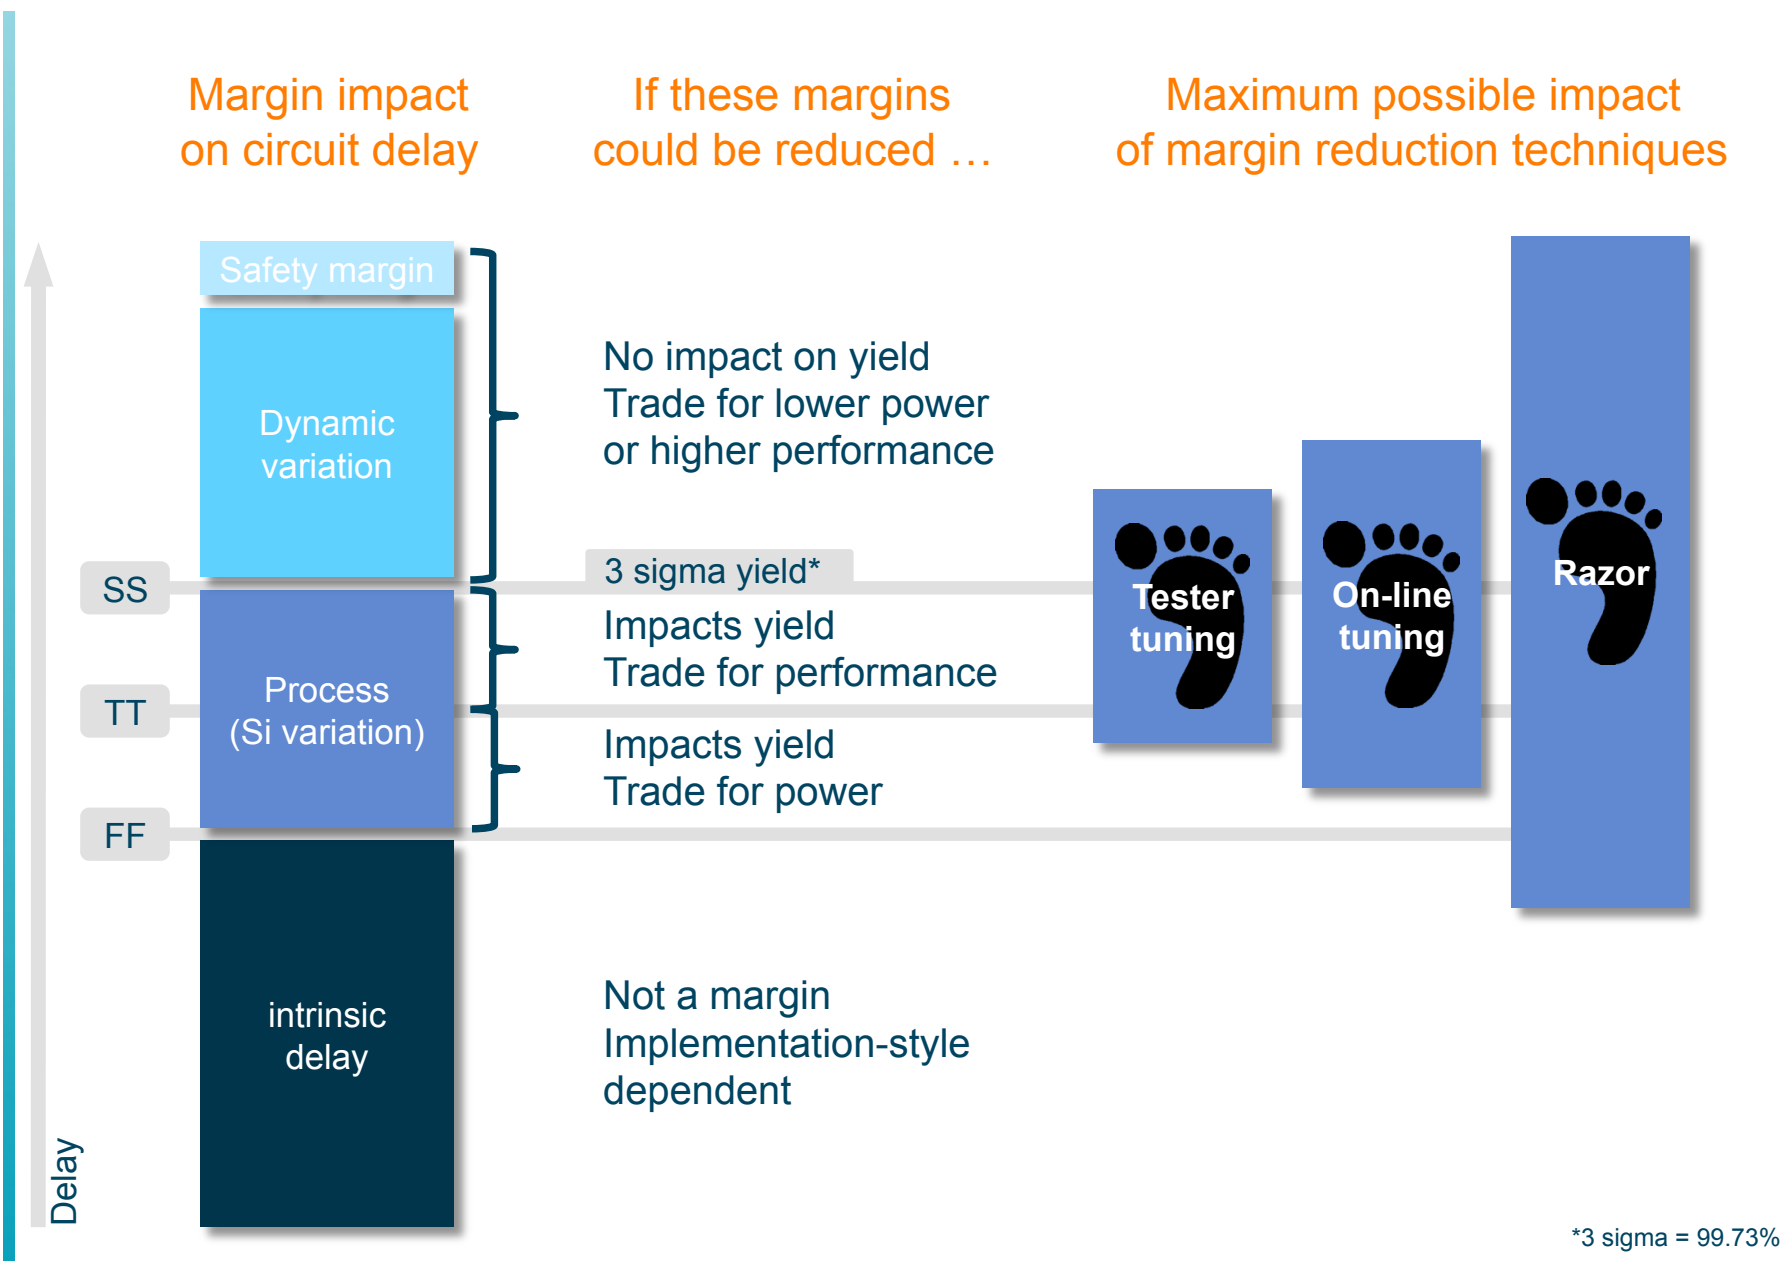 Margin impact
on circuit delay
If these margins
could be reduced …
Maximum possible impact
of margin reduction techniques
Safety margin
Dynamic
variation
No impact on yield
Trade for lower power
or higher performance
SS
3 sigma yield*
Impacts yield
Trade for performance
TT
Process
(Si variation)
Impacts yield
Trade for power
FF
intrinsic
delay
Not a margin
Implementation-style
dependent
Tester
tuning
On-line
tuning
Razor
Delay
*3 sigma = 99.73%